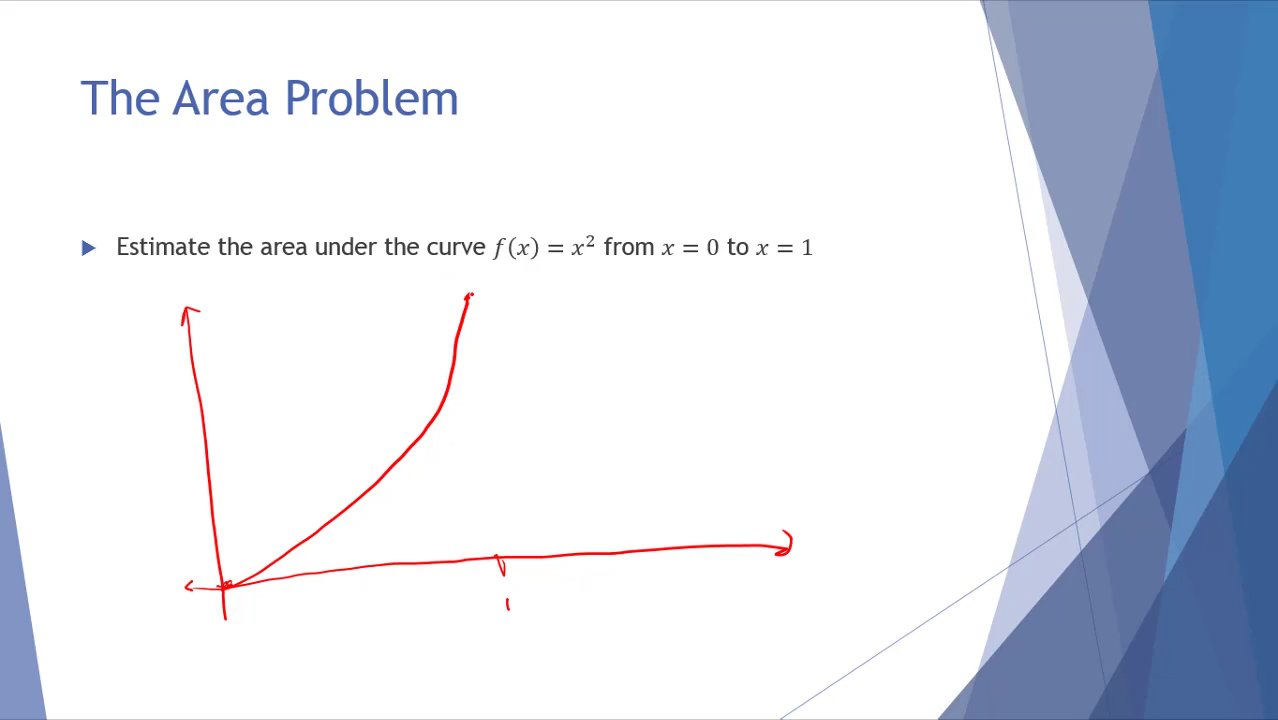 The Area Problem
Estimate the area under the curve f(x) = x² from x = 0 to x = 1
1